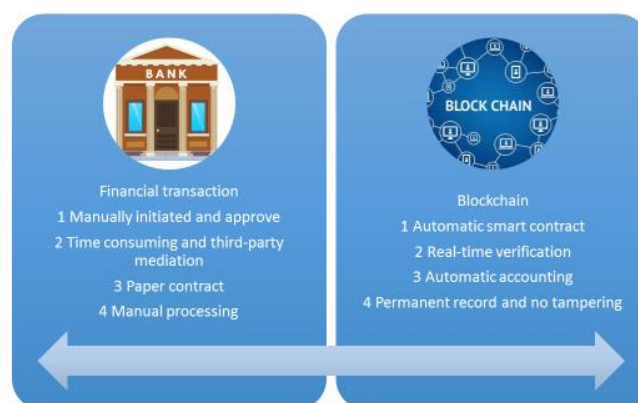 BANK
Financial transaction
1 Manually initiated and approve
2 Time consuming and third-party
mediation
3 Paper contract
4 Manual processing
BLOCK CHAIN
Blockchain
1 Automatic smart contract
2 Real-time verification
3 Automatic accounting
4 Permanent record and no tampering